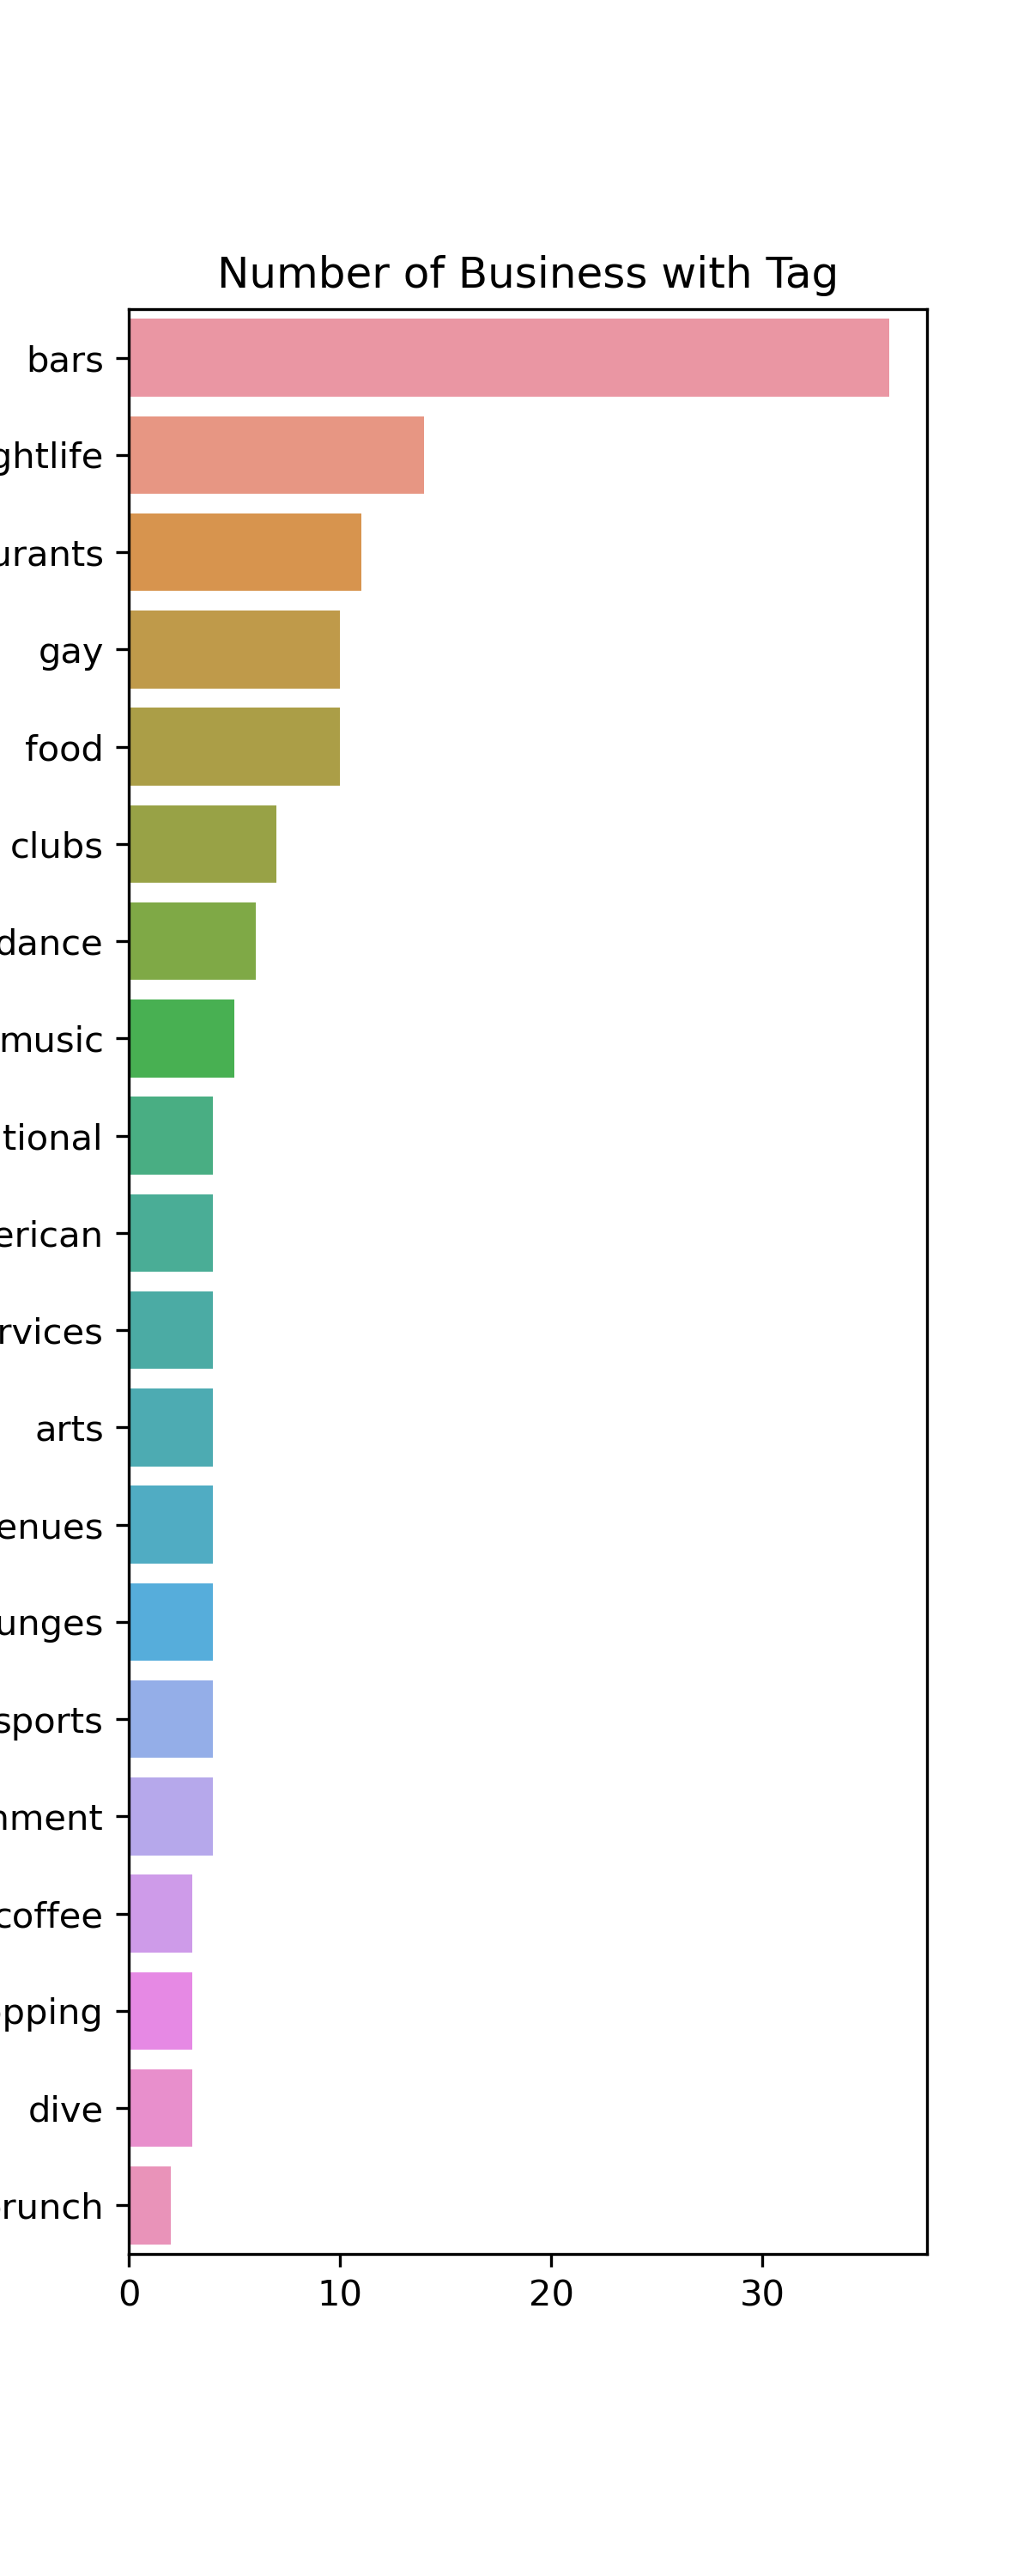 Number of Business with Tag
bars
ghtlife
urants
gay
food
clubs
dance
music
tional
erican
rvices
arts
enues
unges
sports
nment
coffee
pping
dive
runch
0 10 20 30